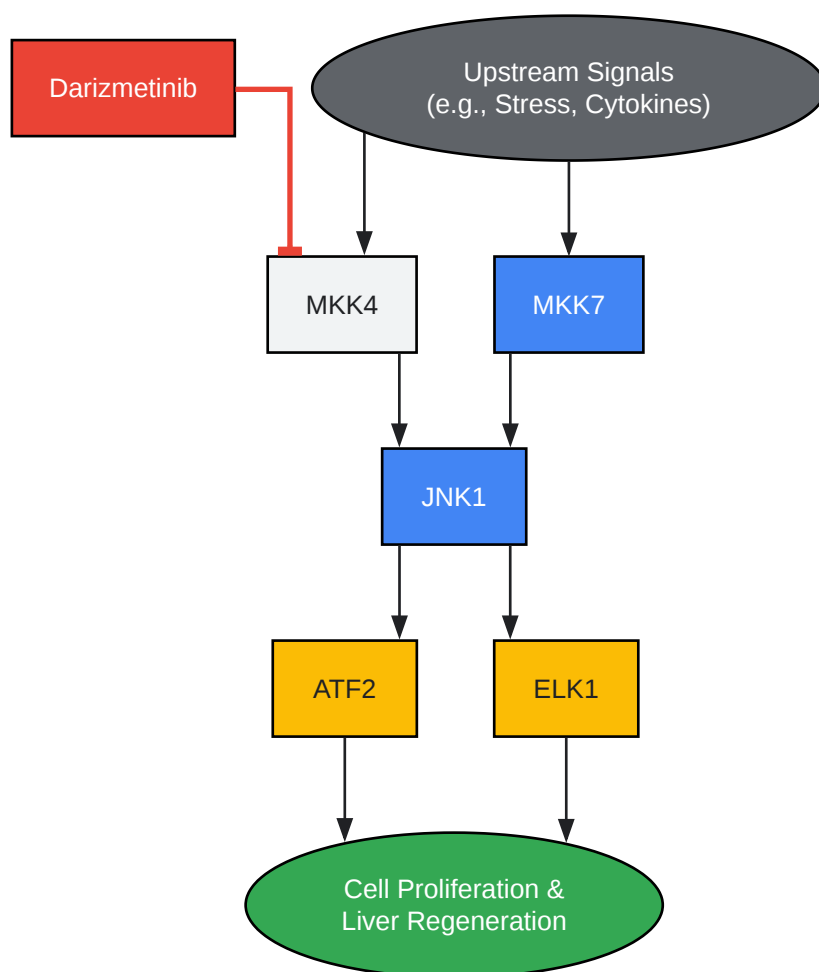 Darizmetinib
Upstream Signals
(e.g., Stress, Cytokines)
MKK4
MKK7
JNK1
ATF2
ELK1
Cell Proliferation &
Liver Regeneration